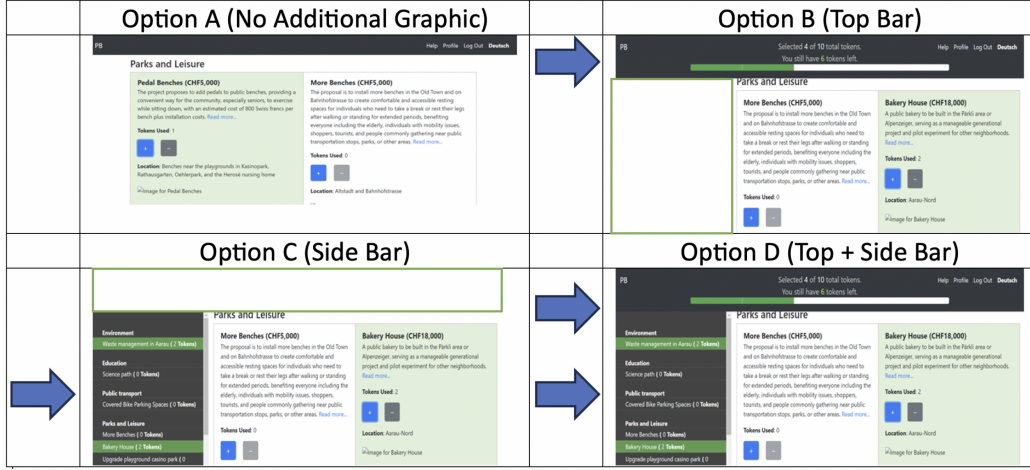 Option A (No Additional Graphic)
Option B (Top Bar)
PB
Help Profile Log Out Deutsch
Parks and Leisure
Pedal Benches (CHF5,000)
The project proposes to add pedals to public benches, providing a
convenient way for the community, especially seniors, to exercise
while sitting down, with an estimated cost of 800 Swiss francs per
bench plus installation costs. Read more...
Tokens Used: 1
+ −
Location: Benches near the playgrounds in Kasinopark,
Rathausgarten, Oehlerpark, and the Herosé nursing home
Image for Pedal Benches
More Benches (CHF5,000)
The proposal is to install more benches in the Old Town and on
Bahnhofstrasse to create comfortable and accessible resting
spaces for individuals who need to take a break or rest their legs
after walking or standing for extended periods, benefiting
everyone including the elderly, individuals with mobility issues,
shoppers, tourists, and people commonly gathering near public
transportation stops, parks, or other areas. Read more...
Tokens Used: 0
+ −
Location: Altstadt and Bahnhofstrasse
PB
Selected 4 of 10 total tokens.
You still have 6 tokens left.
Help Profile Log Out Deutsch
Parks and Leisure
More Benches (CHF5,000)
The proposal is to install more benches in the Old Town
and on Bahnhofstrasse to create comfortable and
accessible resting spaces for individuals who need to
take a break or rest their legs after walking or standing
for extended periods, benefiting everyone including the
elderly, individuals with mobility issues, shoppers,
tourists, and people commonly gathering near public
transportation stops, parks, or other areas. Read more...
Tokens Used: 0
+ −
Bakery House (CHF18,000)
A public bakery to be built in the Pärkli area or
Alpenzeiger, serving as a manageable generational
project and pilot experiment for other neighborhoods.
Read more...
Tokens Used: 2
+ −
Location: Aarau-Nord
Image for Bakery House
Option C (Side Bar)
Option D (Top + Side Bar)
Environment
Waste management in Aarau ( 2 Tokens)
Education
Science path ( 0 Tokens)
Public transport
Covered Bike Parking Spaces ( 0 Tokens)
Parks and Leisure
More Benches ( 0 Tokens)
Bakery House ( 2 Tokens)
Upgrade playground casino park ( 0
Parks and Leisure
More Benches (CHF5,000)
The proposal is to install more benches in the Old Town
and on Bahnhofstrasse to create comfortable and
accessible resting spaces for individuals who need to
take a break or rest their legs after walking or standing
for extended periods, benefiting everyone including the
elderly, individuals with mobility issues, shoppers,
tourists, and people commonly gathering near public
transportation stops, parks, or other areas. Read more...
Tokens Used: 0
+ −
Bakery House (CHF18,000)
A public bakery to be built in the Pärkli area or
Alpenzeiger, serving as a manageable generational
project and pilot experiment for other neighborhoods.
Read more...
Tokens Used: 2
+ −
Location: Aarau-Nord
Image for Bakery House
PB
Selected 4 of 10 total tokens.
You still have 6 tokens left.
Help Profile Log Out Deutsch
Environment
Waste management in Aarau ( 2 Tokens)
Education
Science path ( 0 Tokens)
Public transport
Covered Bike Parking Spaces ( 0 Tokens)
Parks and Leisure
More Benches ( 0 Tokens)
Bakery House ( 2 Tokens)
Upgrade playground casino park ( 0
Parks and Leisure
More Benches (CHF5,000)
The proposal is to install more benches in the Old Town
and on Bahnhofstrasse to create comfortable and
accessible resting spaces for individuals who need to
take a break or rest their legs after walking or standing
for extended periods, benefiting everyone including the
elderly, individuals with mobility issues, shoppers,
tourists, and people commonly gathering near public
transportation stops, parks, or other areas. Read more...
Tokens Used: 0
+ −
Bakery House (CHF18,000)
A public bakery to be built in the Pärkli area or
Alpenzeiger, serving as a manageable generational
project and pilot experiment for other neighborhoods.
Read more...
Tokens Used: 2
+ −
Location: Aarau-Nord
Image for Bakery House